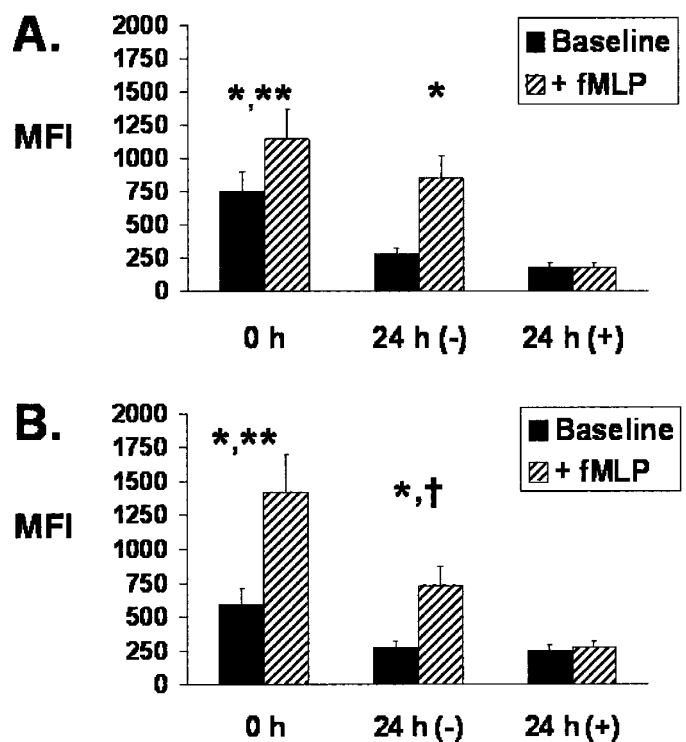 A.
MFI
2000
1750
1500
1250
1000
750
500
250
0
*,**
*
Baseline
+ fMLP
0 h 24 h (-) 24 h (+)
B.
MFI
2000
1750
1500
1250
1000
750
500
250
0
*,**
*,†
Baseline
+ fMLP
0 h 24 h (-) 24 h (+)